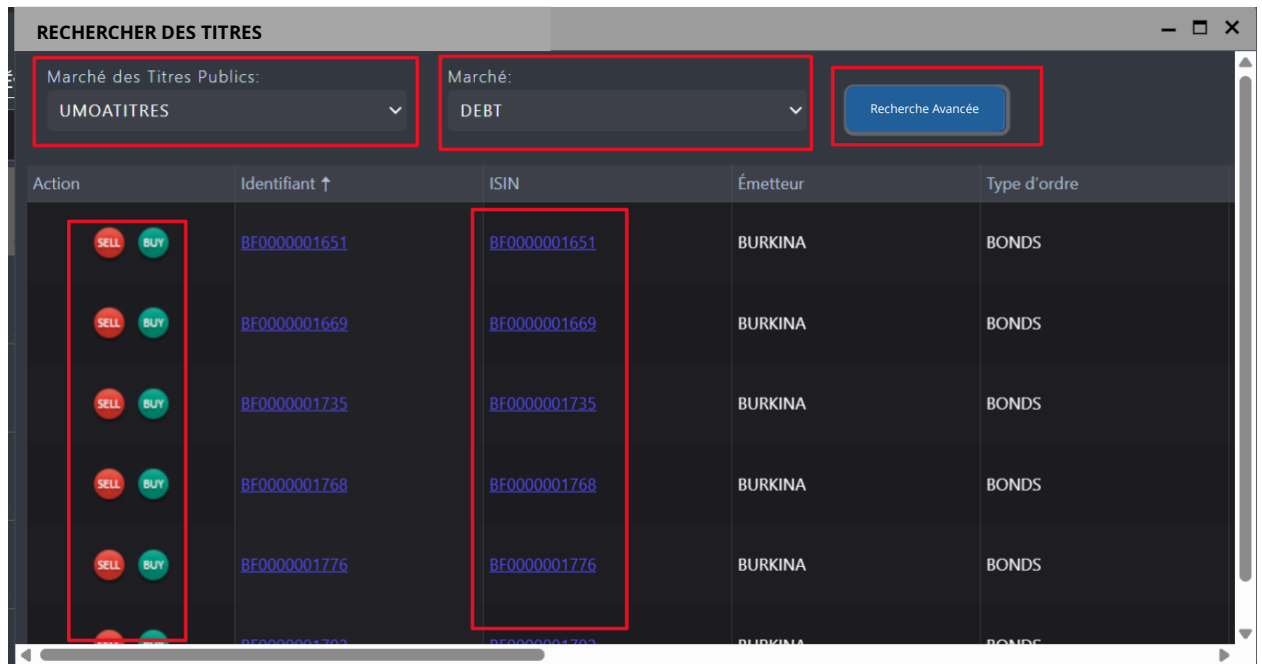 RECHERCHER DES TITRES
Marché des Titres Publics: Marché:
UMOATITRES DEBT Recherche Avancée
Action Identifiant ↑ ISIN Émetteur Type d'ordre
SELL BUY BF0000001651 BF0000001651 BURKINA BONDS
SELL BUY BF0000001669 BF0000001669 BURKINA BONDS
SELL BUY BF0000001735 BF0000001735 BURKINA BONDS
SELL BUY BF0000001768 BF0000001768 BURKINA BONDS
SELL BUY BF0000001776 BF0000001776 BURKINA BONDS
BURKINA BONDS